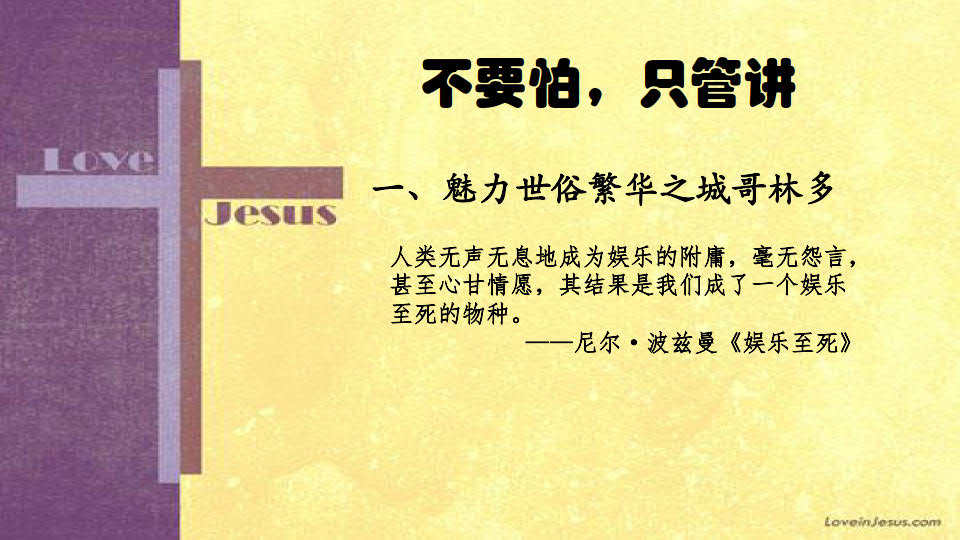 不要怕，只管讲
Love
Jesus
一、魅力世俗繁华之城哥林多
人类无声无息地成为娱乐的附庸，毫无怨言，
甚至心甘情愿，其结果是我们成了一个娱乐
至死的物种。
——尼尔·波兹曼《娱乐至死》
LoveinJesus.com